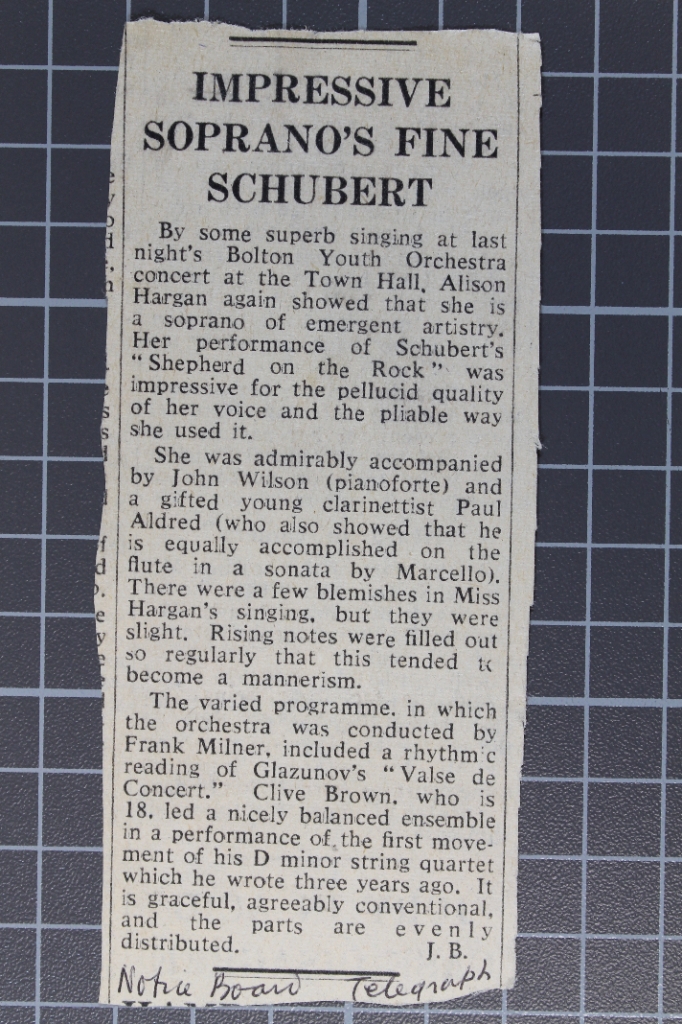 IMPRESSIVE
SOPRANO'S FINE
SCHUBERT
By some superb singing at last
night's Bolton Youth Orchestra
concert at the Town Hall, Alison
Hargan again showed that she is
a soprano of emergent artistry.
Her performance of Schubert's
"Shepherd on the Rock" was
impressive for the pellucid quality
of her voice and the pliable way
she used it.
She was admirably accompanied
by John Wilson (pianoforte) and
a gifted young clarinettist Paul
Aldred (who also showed that he
is equally accomplished on the
flute in a sonata by Marcello).
There were a few blemishes in Miss
Hargan's singing, but they were
slight. Rising notes were filled out
so regularly that this tended to
become a mannerism.
The varied programme, in which
the orchestra was conducted by
Frank Milner, included a rhythmic
reading of Glazunov's "Valse de
Concert." Clive Brown, who is
18, led a nicely balanced ensemble
in a performance of the first move-
ment of his D minor string quartet
which he wrote three years ago. It
is graceful, agreeably conventional,
and the parts are evenly
distributed. J. B.
Notice Board Telegraph